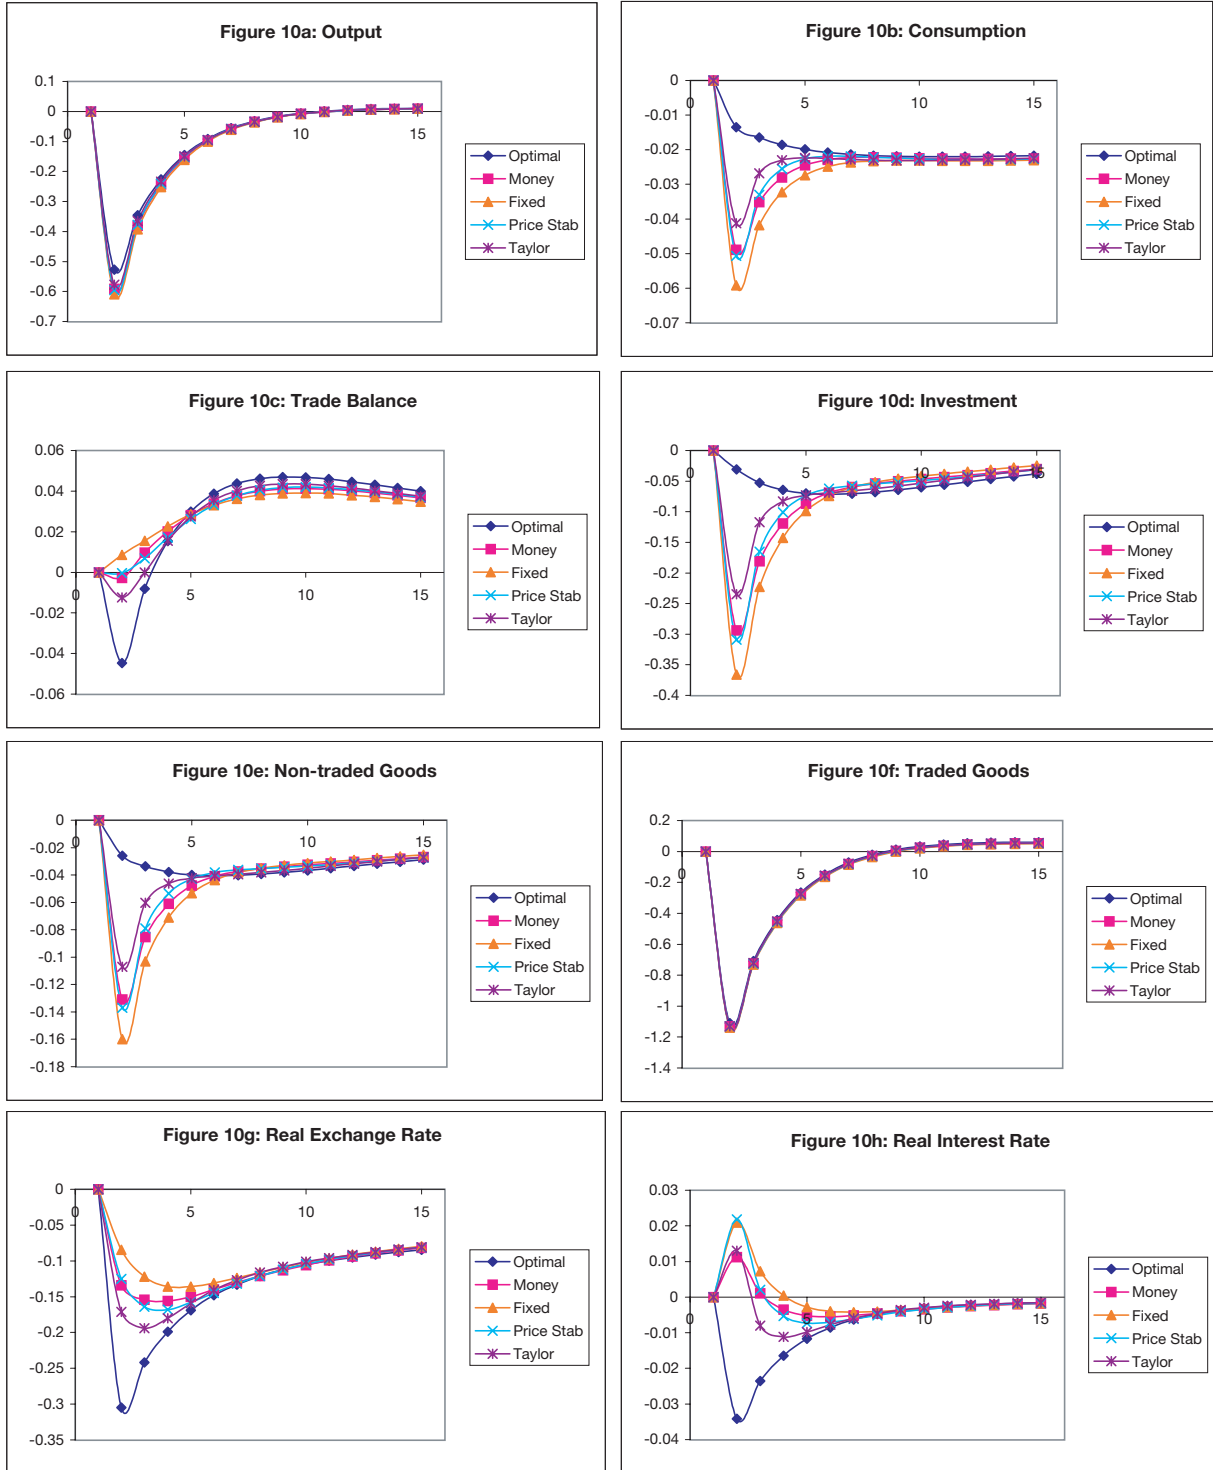 Figure 10a: Output
0.1
0
-0.1
-0.2
-0.3
-0.4
-0.5
-0.6
-0.7
0
5
10
15
Optimal
Money
Fixed
Price Stab
Taylor
Figure 10b: Consumption
0
-0.01
-0.02
-0.03
-0.04
-0.05
-0.06
-0.07
0
5
10
15
Optimal
Money
Fixed
Price Stab
Taylor
Figure 10c: Trade Balance
0.06
0.04
0.02
0
-0.02
-0.04
-0.06
0
5
10
15
Optimal
Money
Fixed
Price Stab
Taylor
Figure 10d: Investment
0
-0.05
-0.1
-0.15
-0.2
-0.25
-0.3
-0.35
-0.4
0
5
10
15
Optimal
Money
Fixed
Price Stab
Taylor
Figure 10e: Non-traded Goods
0
-0.02
-0.04
-0.06
-0.08
-0.1
-0.12
-0.14
-0.16
-0.18
0
5
10
15
Optimal
Money
Fixed
Price Stab
Taylor
Figure 10f: Traded Goods
0.2
0
-0.2
-0.4
-0.6
-0.8
-1
-1.2
-1.4
0
5
10
15
Optimal
Money
Fixed
Price Stab
Taylor
Figure 10g: Real Exchange Rate
0
-0.05
-0.1
-0.15
-0.2
-0.25
-0.3
-0.35
0
5
10
15
Optimal
Money
Fixed
Price Stab
Taylor
Figure 10h: Real Interest Rate
0.03
0.02
0.01
0
-0.01
-0.02
-0.03
-0.04
0
5
10
15
Optimal
Money
Fixed
Price Stab
Taylor